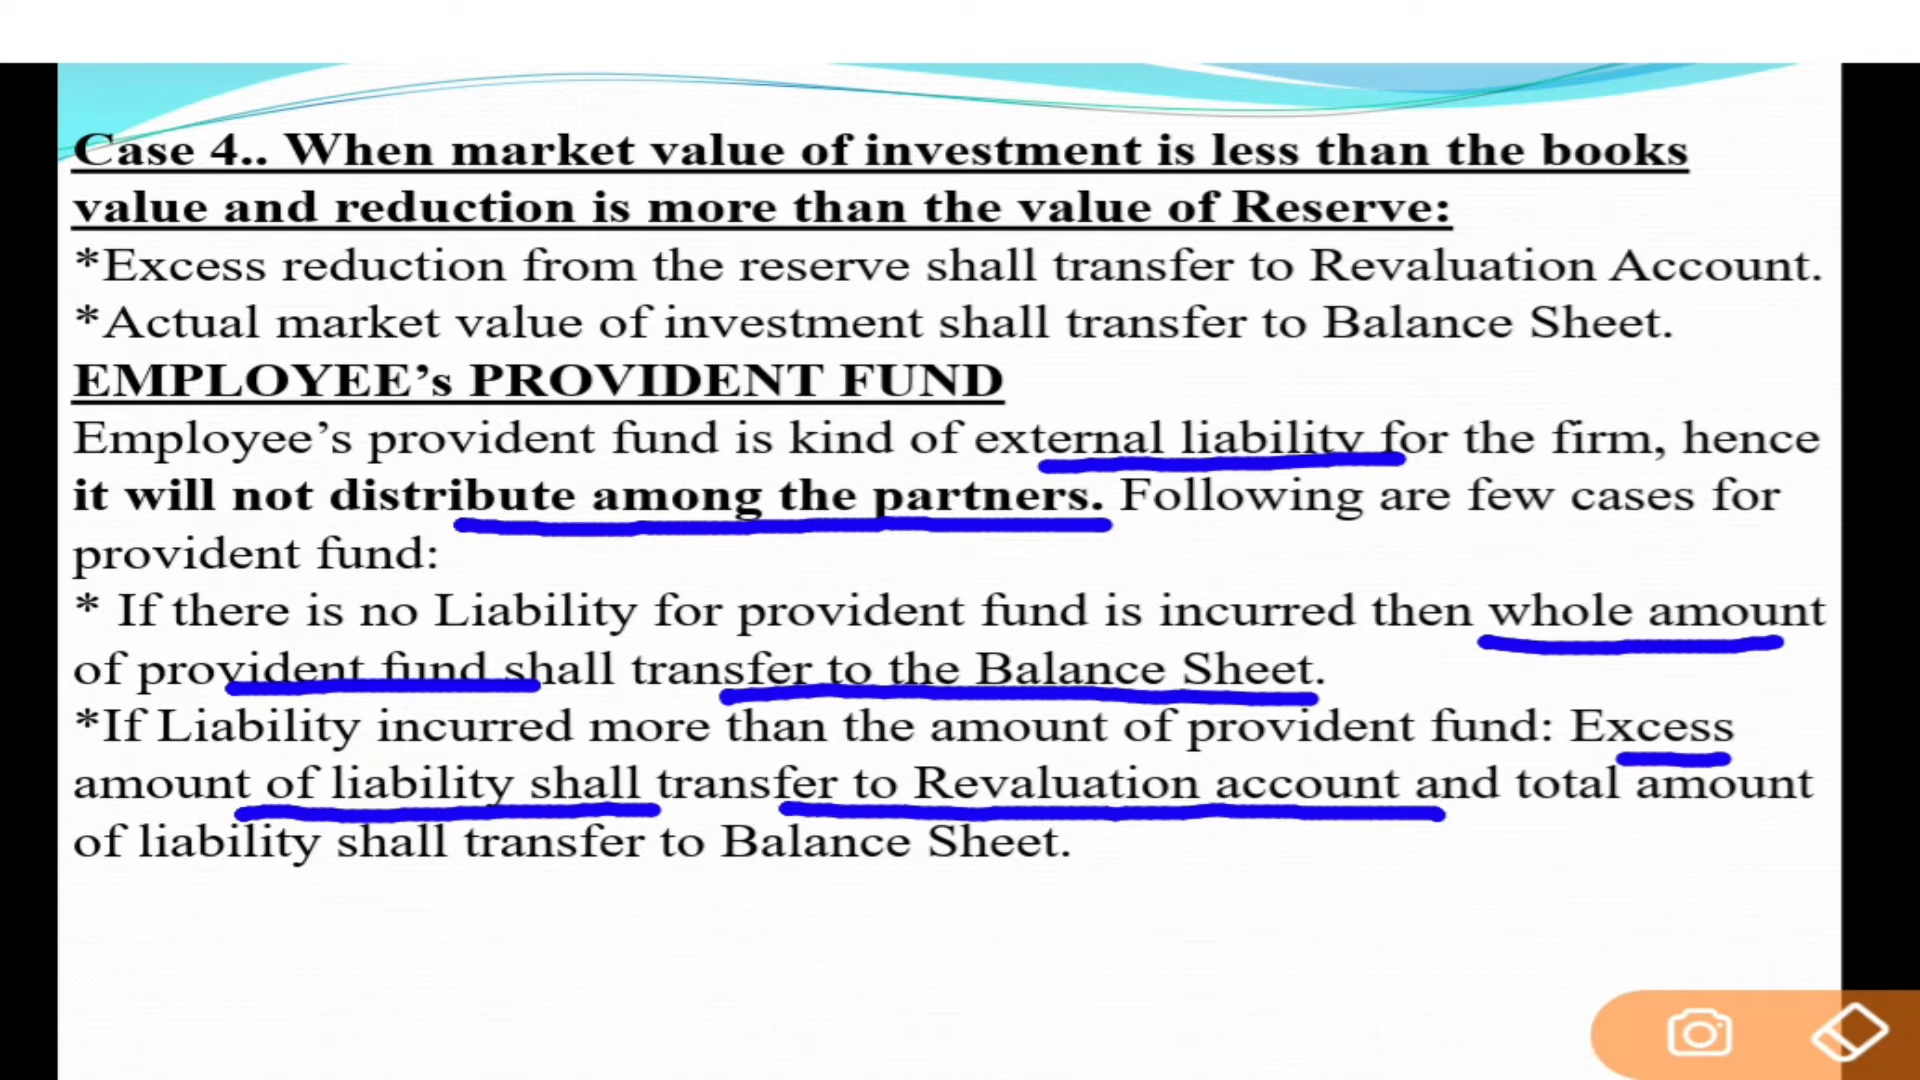 Case 4.. When market value of investment is less than the books
value and reduction is more than the value of Reserve:
*Excess reduction from the reserve shall transfer to Revaluation Account.
*Actual market value of investment shall transfer to Balance Sheet.
EMPLOYEE’s PROVIDENT FUND
Employee’s provident fund is kind of external liability for the firm, hence
it will not distribute among the partners. Following are few cases for
provident fund:
* If there is no Liability for provident fund is incurred then whole amount
of provident fund shall transfer to the Balance Sheet.
*If Liability incurred more than the amount of provident fund: Excess
amount of liability shall transfer to Revaluation account and total amount
of liability shall transfer to Balance Sheet.